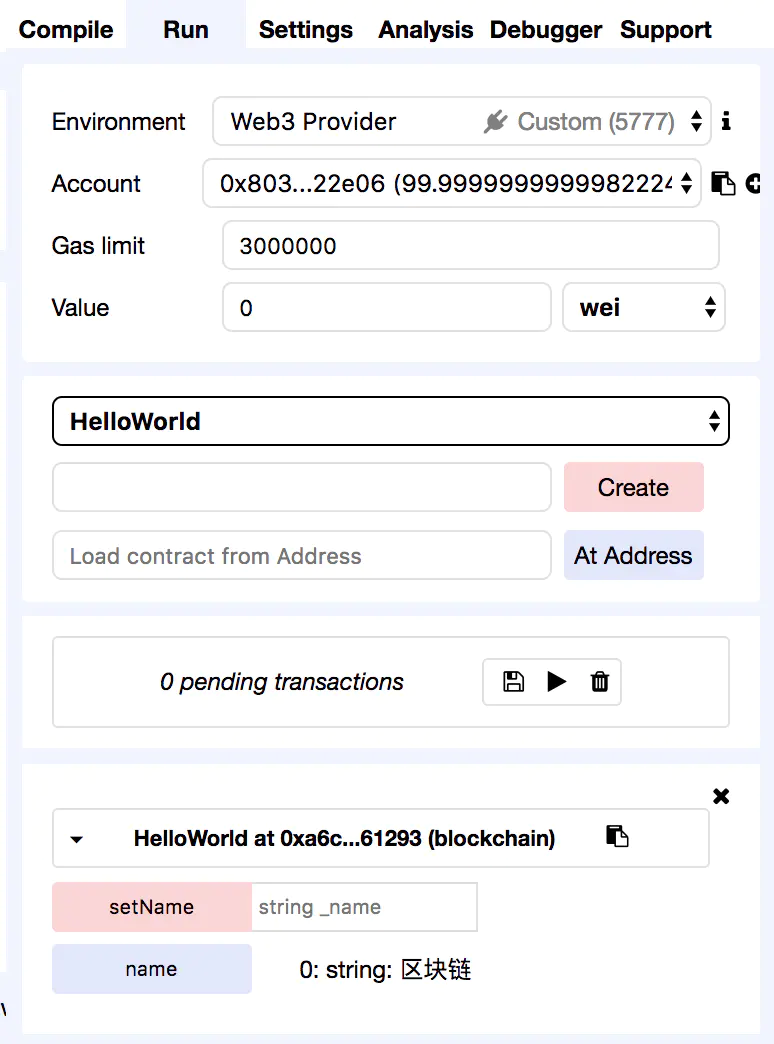 Compile Run Settings Analysis Debugger Support
Environment Web3 Provider Custom (5777)
Account 0x803...22e06 (99.9999999999982224
Gas limit 3000000
Value 0 wei
HelloWorld
Create
Load contract from Address At Address
0 pending transactions
HelloWorld at 0xa6c...61293 (blockchain)
setName string _name
name 0: string: 区块链